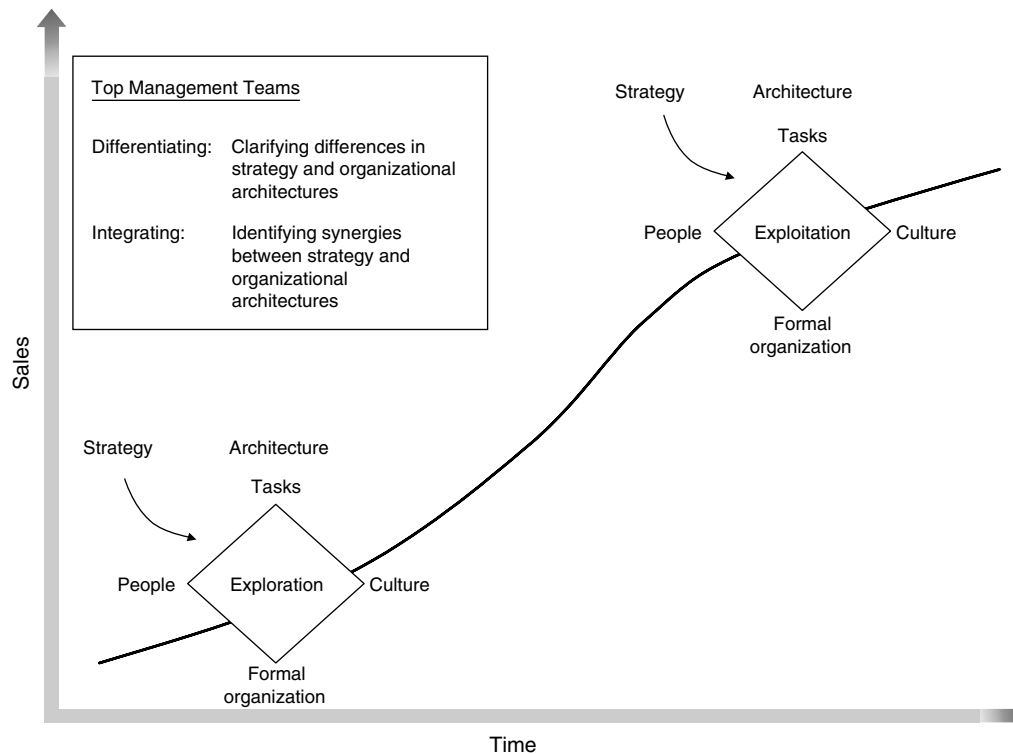 Top Management Teams
Differentiating: Clarifying differences in
strategy and organizational
architectures
Integrating: Identifying synergies
between strategy and
organizational
architectures
Strategy
Architecture
Tasks
People
Exploitation
Culture
Formal
organization
Sales
Strategy
Architecture
Tasks
People
Exploration
Culture
Formal
organization
Time